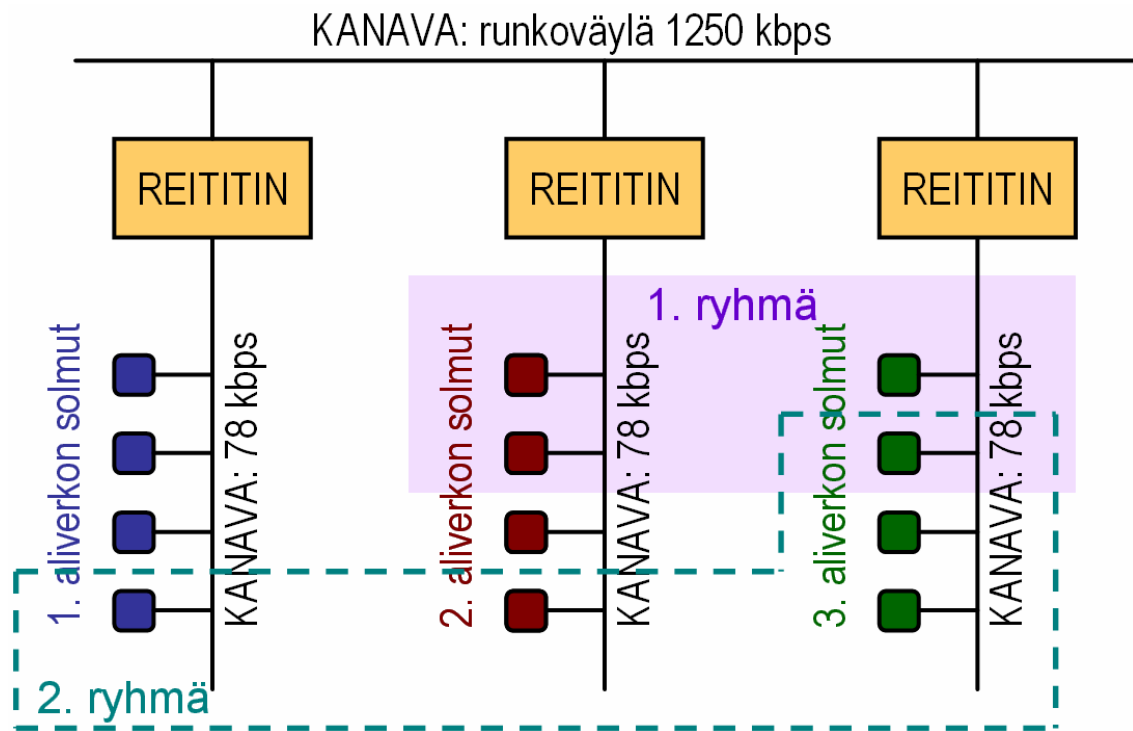 KANAVA: runkoväylä 1250 kbps
REITITIN
REITITIN
REITITIN
1. ryhmä
1. aliverkon solmut
KANAVA: 78 kbps
2. aliverkon solmut
KANAVA: 78 kbps
3. aliverkon solmut
KANAVA: 78 kbps
2. ryhmä